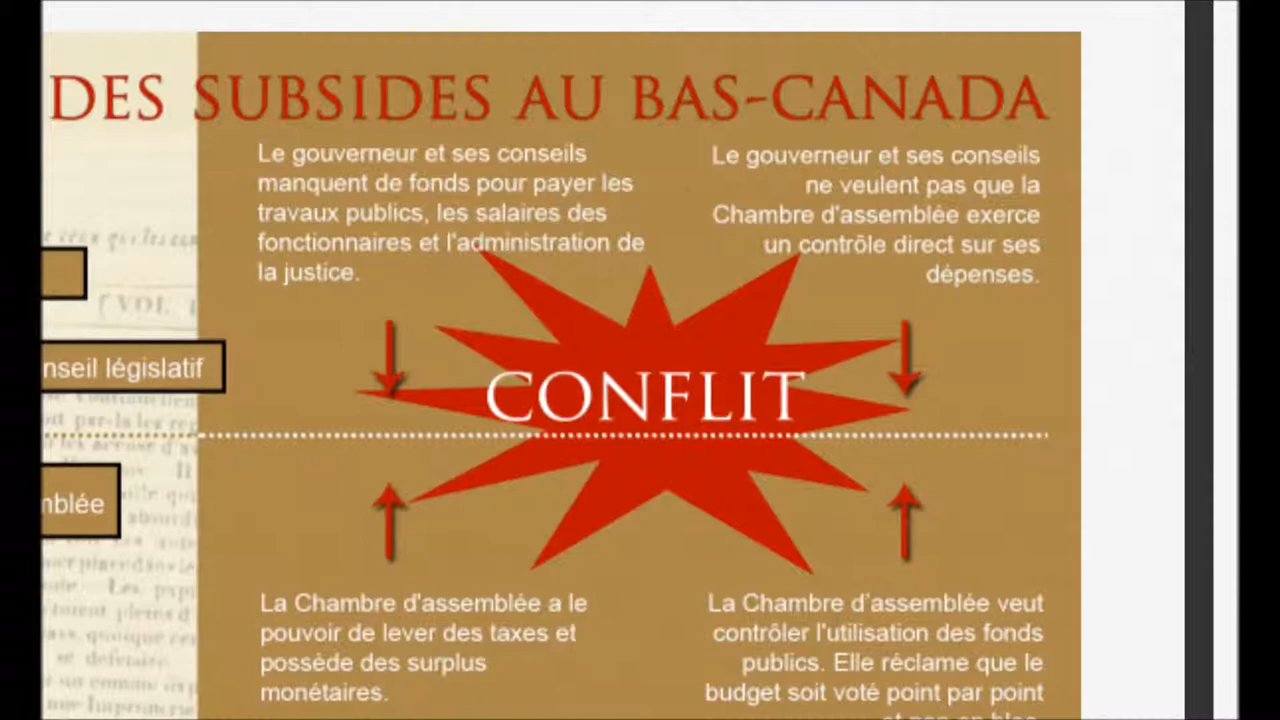 DES SUBSIDES AU BAS-CANADA
Le gouverneur et ses conseils
manquent de fonds pour payer les
travaux publics, les salaires des
fonctionnaires et l'administration de
la justice.
Le gouverneur et ses conseils
ne veulent pas que la
Chambre d'assemblée exerce
un contrôle direct sur ses
dépenses.
[ VOL.
nseil législatif
CONFLIT
mblée
La Chambre d'assemblée a le
pouvoir de lever des taxes et
possède des surplus
monétaires.
La Chambre d'assemblée veut
contrôler l'utilisation des fonds
publics. Elle réclame que le
budget soit voté point par point